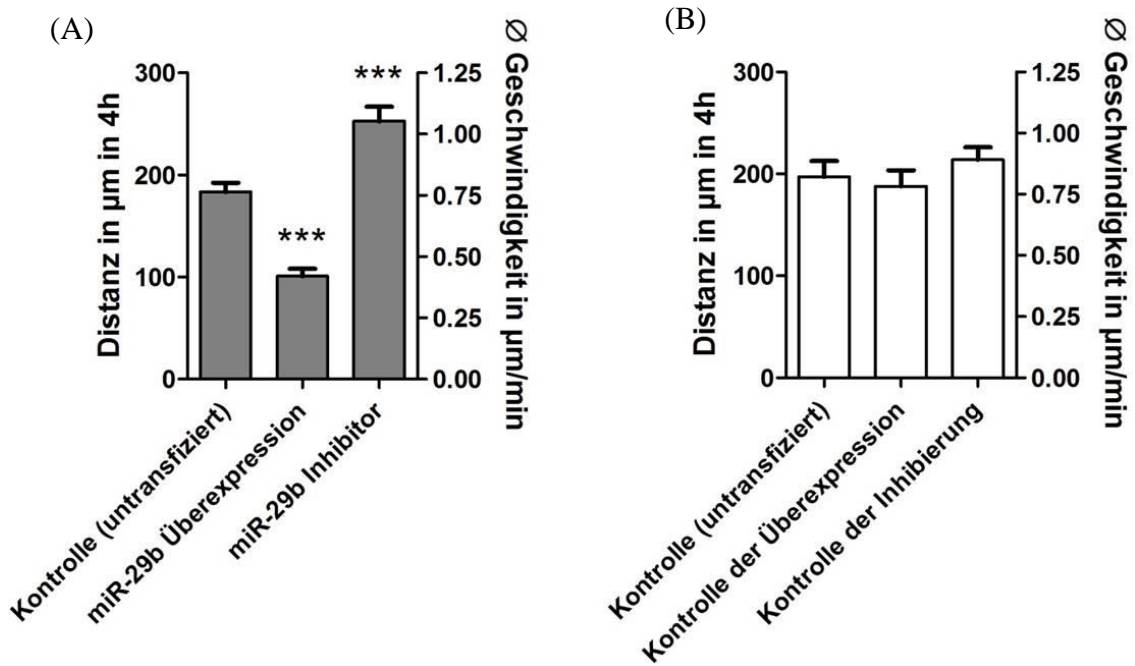 (A)
Distanz in µm in 4h
300
200
100
0
***
***
1.25
1.00
0.75
0.50
0.25
0.00
Ø Geschwindigkeit in µm/min
Kontrolle (untransfiziert)
miR-29b Überexpression
miR-29b Inhibitor
(B)
Distanz in µm in 4h
300
200
100
0
1.25
1.00
0.75
0.50
0.25
0.00
Ø Geschwindigkeit in µm/min
Kontrolle (untransfiziert)
Kontrolle der Überexpression
Kontrolle der Inhibierung